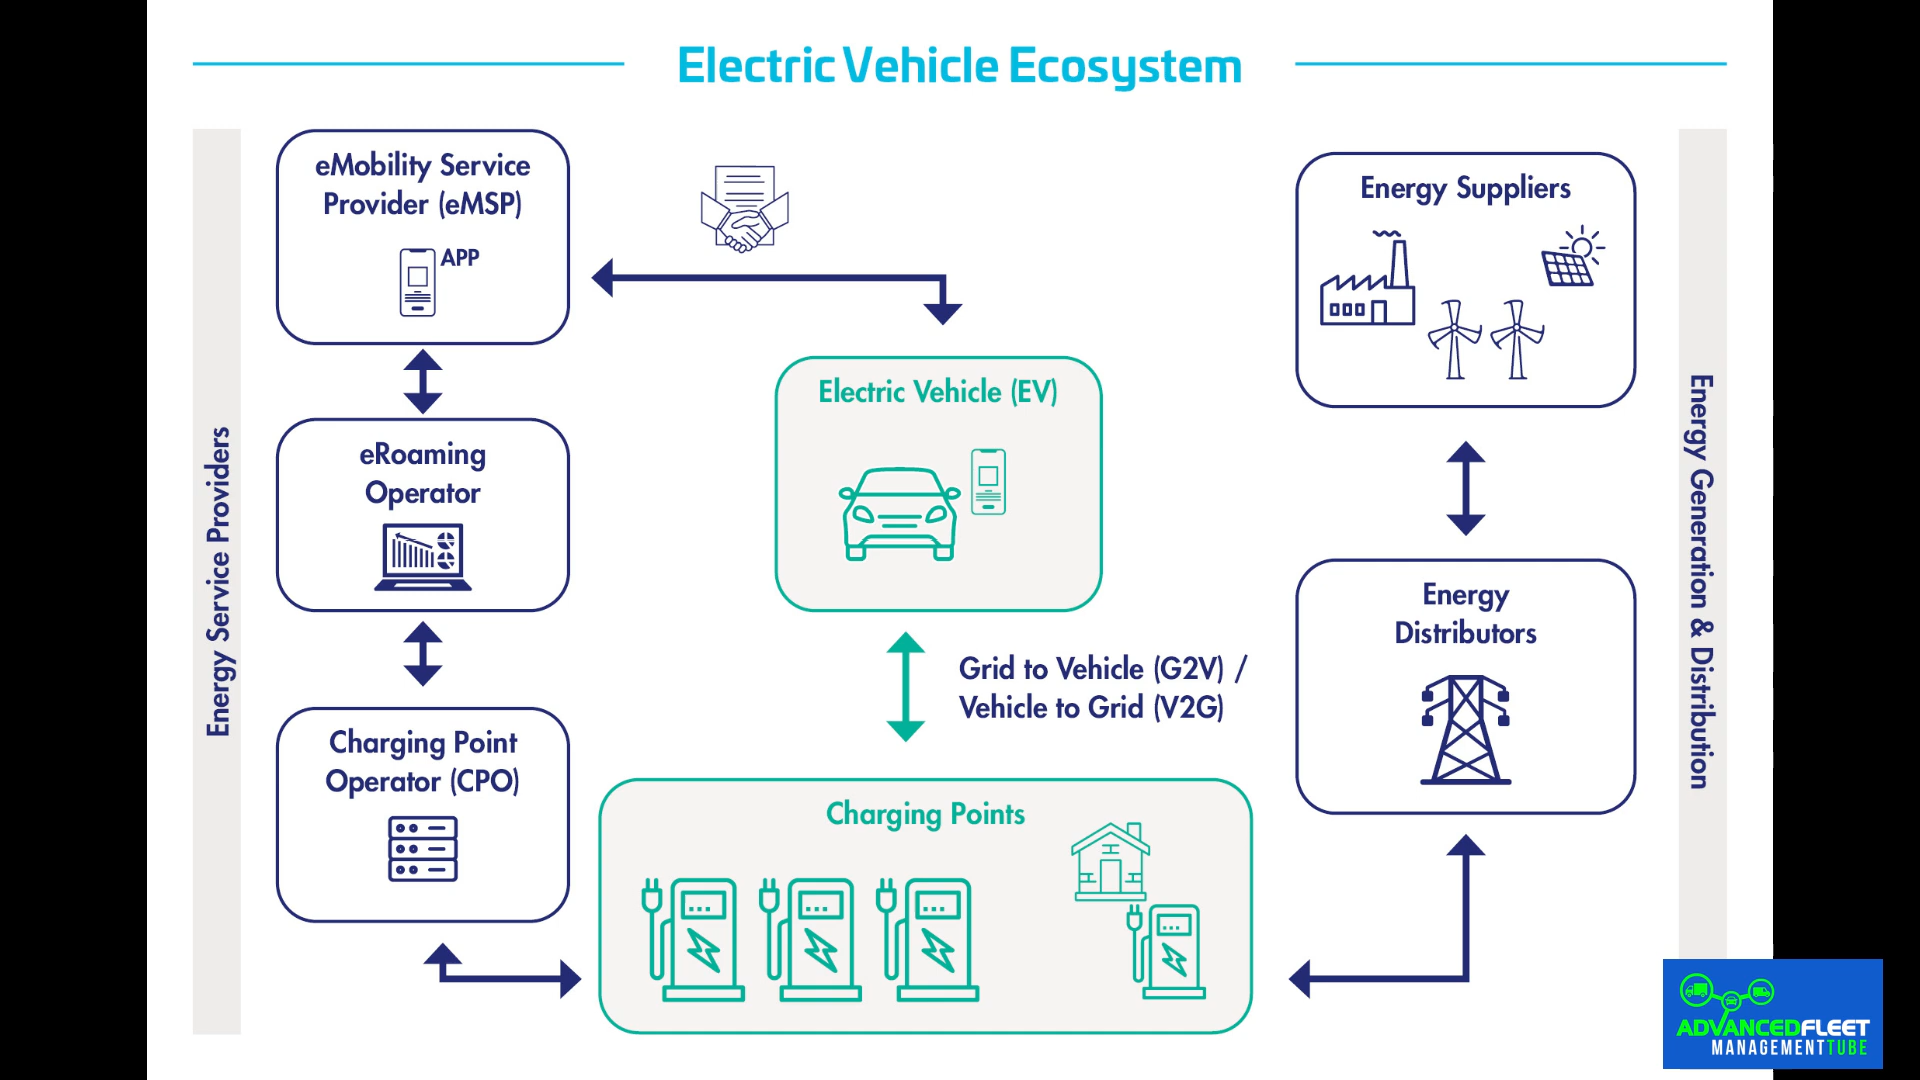 Electric Vehicle Ecosystem
Energy Service Providers
eMobility Service
Provider (eMSP)
APP
eRoaming
Operator
Charging Point
Operator (CPO)
Electric Vehicle (EV)
Grid to Vehicle (G2V) /
Vehicle to Grid (V2G)
Charging Points
Energy Suppliers
Energy
Distributors
Energy Generation & Distribution
ADVANCEDFLEET
MANAGEMENTTUBE